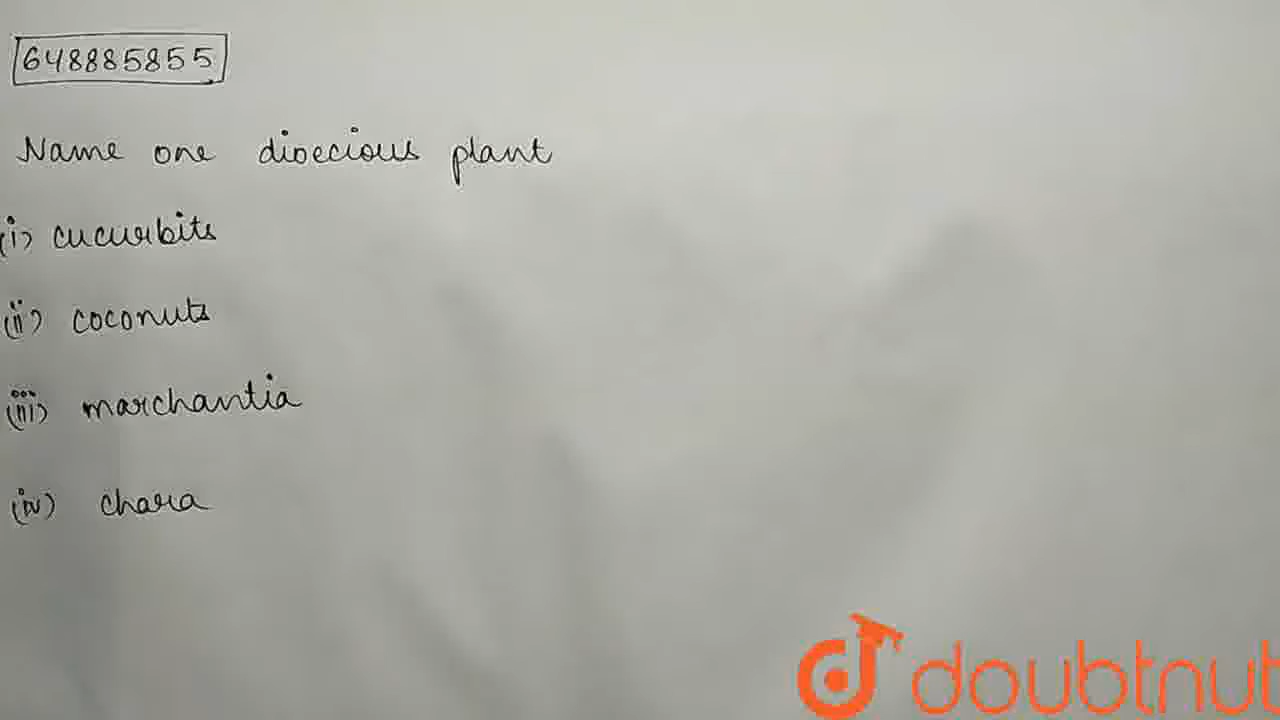 648885855
Name one dioecious plant
(i) cucurbits
(ii) coconuts
(iii) marchantia
(iv) chara
doubtnut